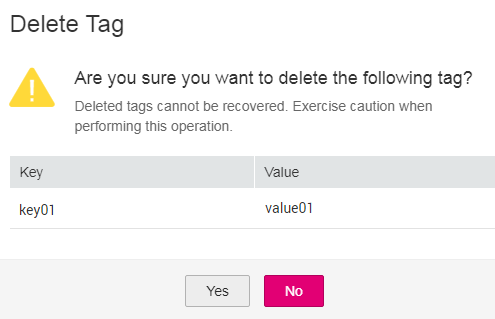 Delete Tag
Are you sure you want to delete the following tag?
Deleted tags cannot be recovered. Exercise caution when
performing this operation.
Key Value
key01 value01
Yes No